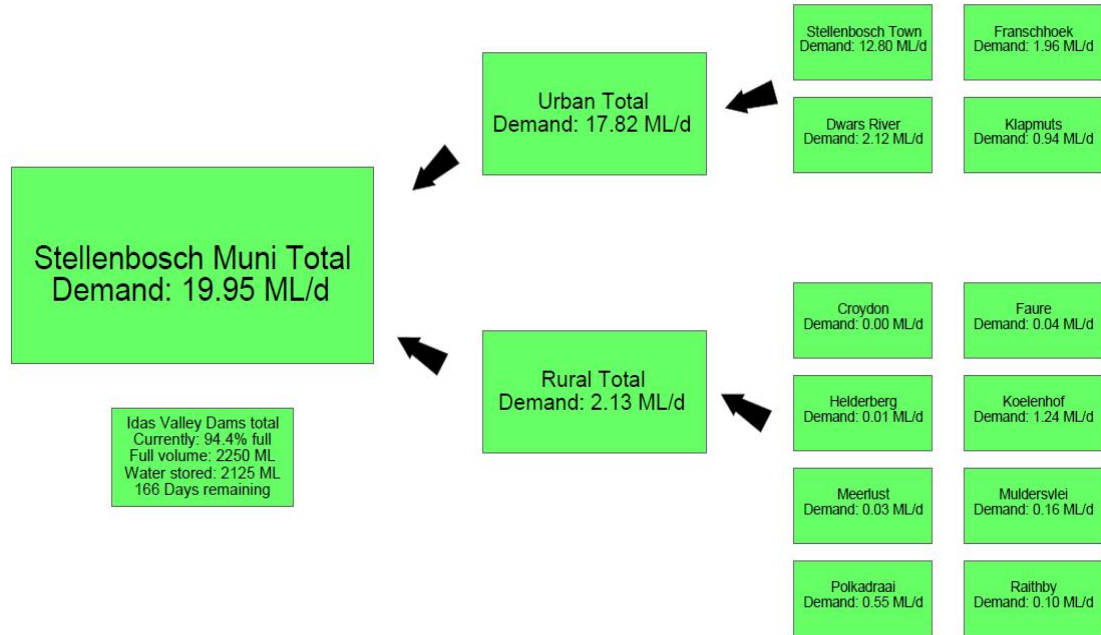 Stellenbosch Muni Total
Demand: 19.95 ML/d
Idas Valley Dams total
Currently: 94.4% full
Full volume: 2250 ML
Water stored: 2125 ML
166 Days remaining
Urban Total
Demand: 17.82 ML/d
Rural Total
Demand: 2.13 ML/d
Stellenbosch Town
Demand: 12.80 ML/d
Franschhoek
Demand: 1.96 ML/d
Dwars River
Demand: 2.12 ML/d
Klapmuts
Demand: 0.94 ML/d
Croydon
Demand: 0.00 ML/d
Faure
Demand: 0.04 ML/d
Helderberg
Demand: 0.01 ML/d
Koelenhof
Demand: 1.24 ML/d
Meerlust
Demand: 0.03 ML/d
Muldersvlei
Demand: 0.16 ML/d
Polkadraai
Demand: 0.55 ML/d
Raithby
Demand: 0.10 ML/d